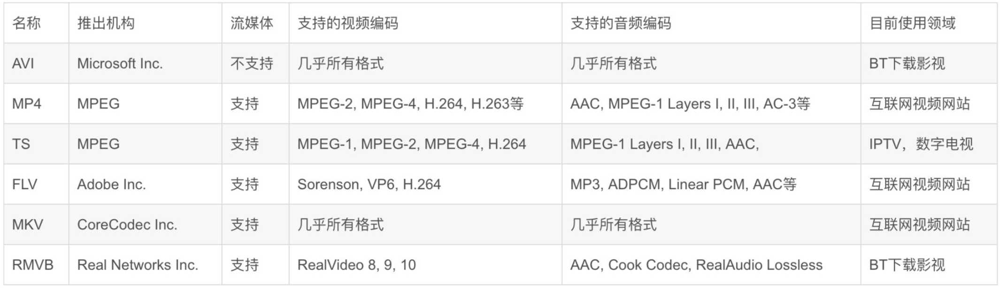 名称 推出机构 流媒体 支持的视频编码 支持的音频编码 目前使用领域
AVI Microsoft Inc. 不支持 几乎所有格式 几乎所有格式 BT下载影视
MP4 MPEG 支持 MPEG-2, MPEG-4, H.264, H.263等 AAC, MPEG-1 Layers I, II, III, AC-3等 互联网视频网站
TS MPEG 支持 MPEG-1, MPEG-2, MPEG-4, H.264 MPEG-1 Layers I, II, III, AAC, IPTV，数字电视
FLV Adobe Inc. 支持 Sorenson, VP6, H.264 MP3, ADPCM, Linear PCM, AAC等 互联网视频网站
MKV CoreCodec Inc. 支持 几乎所有格式 几乎所有格式 互联网视频网站
RMVB Real Networks Inc. 支持 RealVideo 8, 9, 10 AAC, Cook Codec, RealAudio Lossless BT下载影视